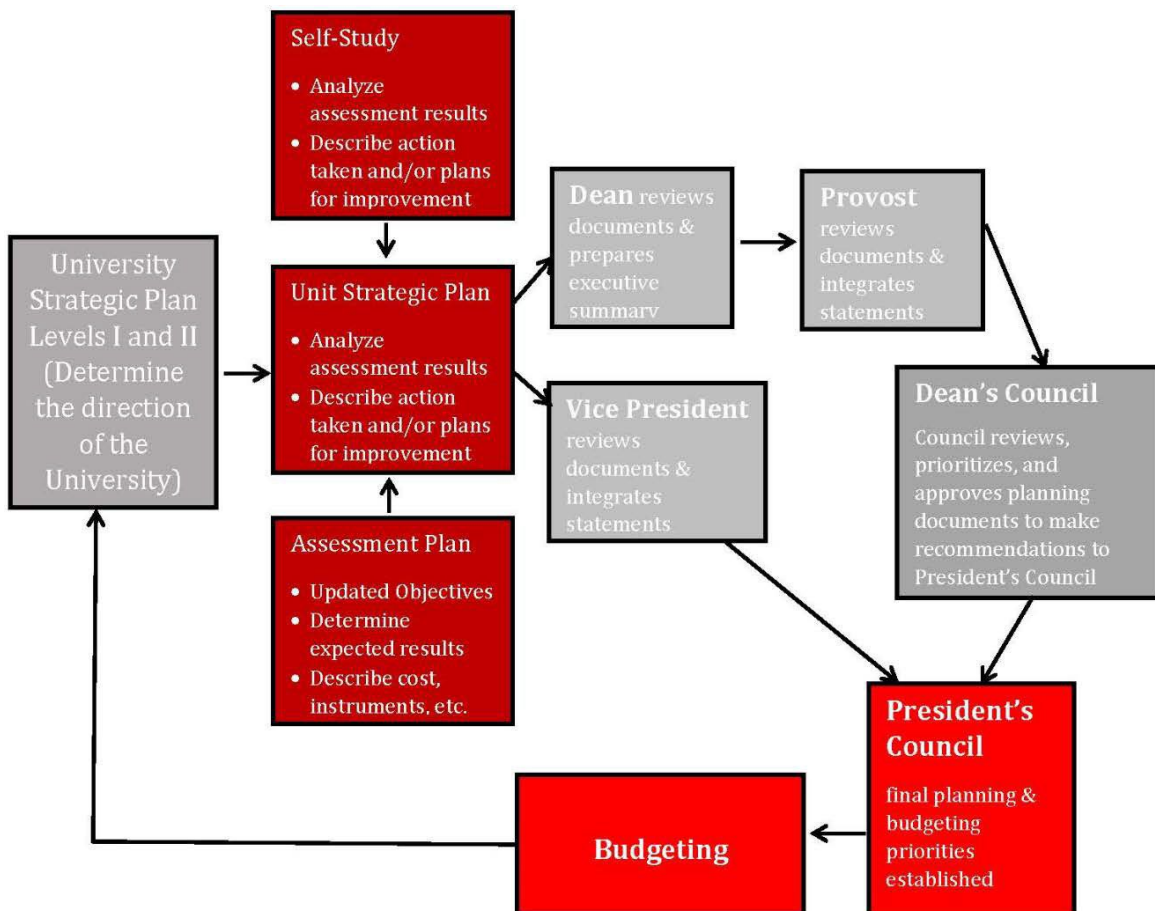 Self-Study
• Analyze
assessment results
• Describe action
taken and/or plans
for improvement
University
Strategic Plan
Levels I and II
(Determine
the direction
of the
University)
Unit Strategic Plan
• Analyze
assessment results
• Describe action
taken and/or plans
for improvement
Assessment Plan
• Updated Objectives
• Determine
expected results
• Describe cost,
instruments, etc.
Dean reviews
documents &
prepares
executive
summary
Provost
reviews
documents &
integrates
statements
Vice President
reviews
documents &
integrates
statements
Dean’s Council
Council reviews,
prioritizes, and
approves planning
documents to make
recommendations to
President’s Council
President’s
Council
final planning &
budgeting
priorities
established
Budgeting